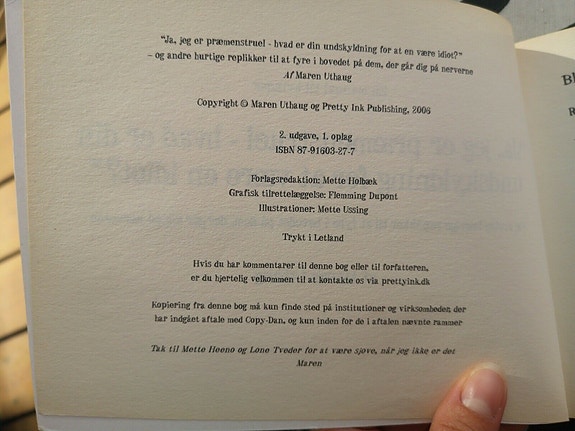 "Ja, jeg er præmenstruel - hvad er din undskyldning for at en være idiot?"
- og andre hurtige replikker til at fyre i hovedet på dem, der går dig på nerverne
Af Maren Uthaug
Copyright © Maren Uthaug og Pretty Ink Publishing, 2006
2. udgave, 1. oplag
ISBN 87-91603-27-7
Forlagsredaktion: Mette Holbæk
Grafisk tilrettelæggelse: Flemming Dupont
Illustrationer: Mette Ussing
Trykt i Letland
Hvis du har kommentarer til denne bog eller til forfatteren,
er du hjertelig velkommen til at kontakte os via prettyink.dk
Kopiering fra denne bog må kun finde sted på institutioner og virksomheder, der
har indgået aftale med Copy-Dan, og kun inden for de i aftalen nævnte rammer
Tak til Mette Heeno og Lone Tveder for at være sjove, når jeg ikke er det
Maren